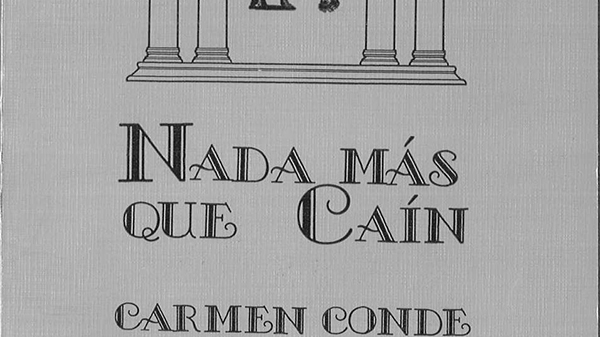 NADA MÁS
QUE CAÍN
CARMEN CONDE